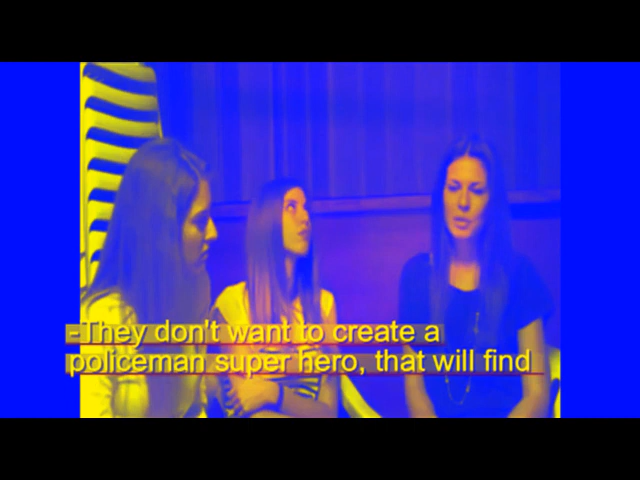 -They don't want to create a
policeman super hero, that will find